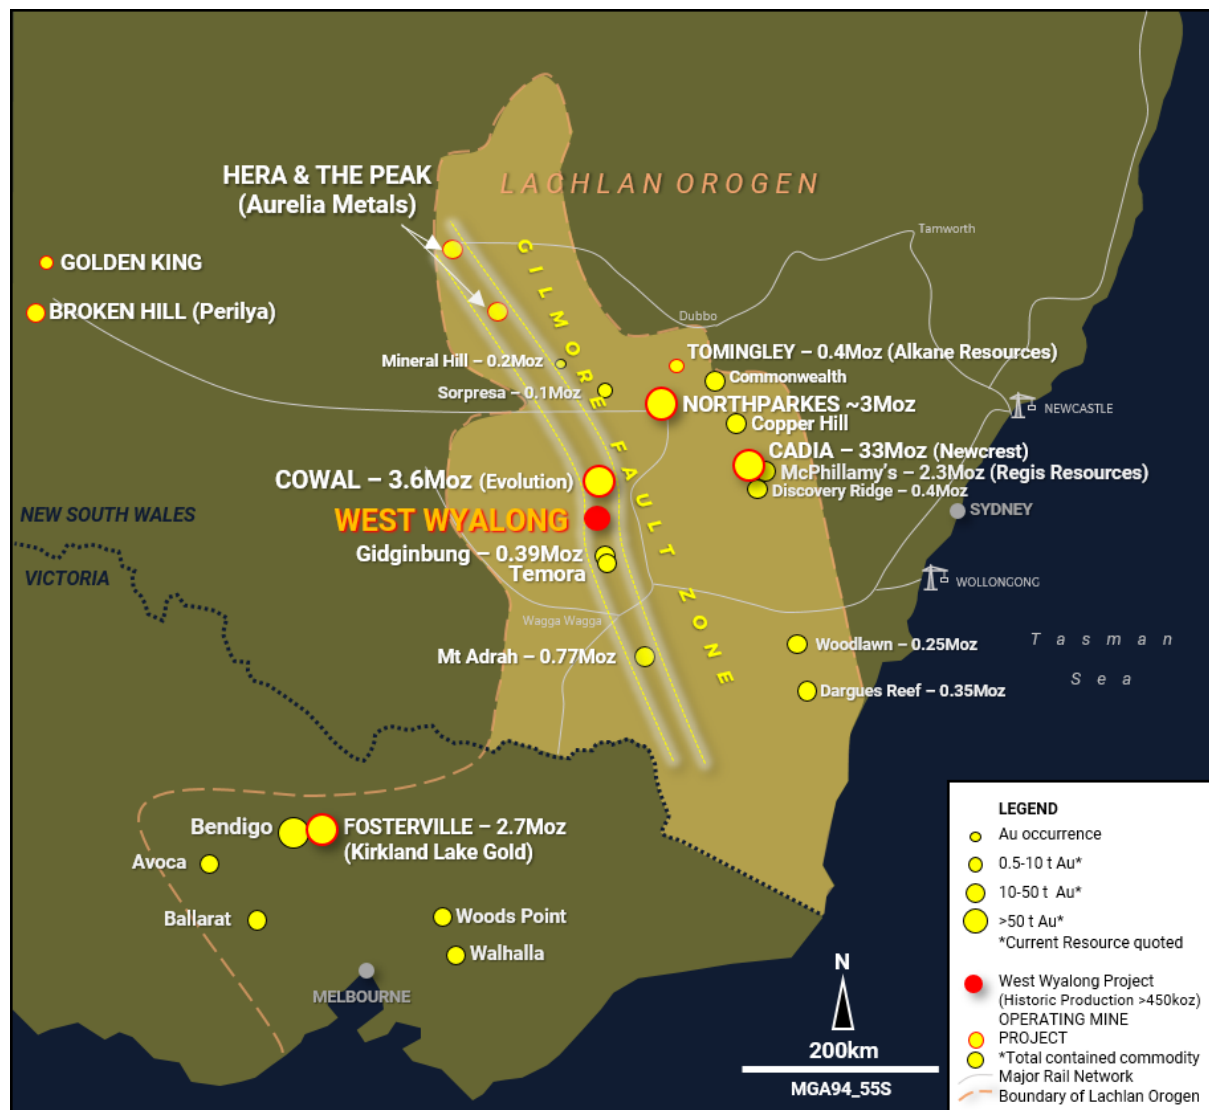 LACHLAN OROGEN
HERA & THE PEAK
(Aurelia Metals)
Tamworth
GOLDEN KING
BROKEN HILL (Perilya)
GILMORE FAULT ZONE
Dubbo
Mineral Hill – 0.2Moz
TOMINGLEY – 0.4Moz (Alkane Resources)
Commonwealth
Sorpresa – 0.1Moz
NORTHPARKES ~3Moz
NEWCASTLE
Copper Hill
CADIA – 33Moz (Newcrest)
McPhillamy's – 2.3Moz (Regis Resources)
Discovery Ridge – 0.4Moz
COWAL – 3.6Moz (Evolution)
SYDNEY
NEW SOUTH WALES
WEST WYALONG
Gidginbung – 0.39Moz
Temora
VICTORIA
WOLLONGONG
Wagga Wagga
Tasman
Sea
Woodlawn – 0.25Moz
Mt Adrah – 0.77Moz
Dargues Reef – 0.35Moz
Bendigo
FOSTERVILLE – 2.7Moz
(Kirkland Lake Gold)
Avoca
Ballarat
Woods Point
Walhalla
MELBOURNE
N
200km
MGA94_55S
LEGEND
Au occurrence
0.5-10 t Au*
10-50 t Au*
>50 t Au*
*Current Resource quoted
West Wyalong Project
(Historic Production >450koz)
OPERATING MINE
PROJECT
*Total contained commodity
Major Rail Network
Boundary of Lachlan Orogen